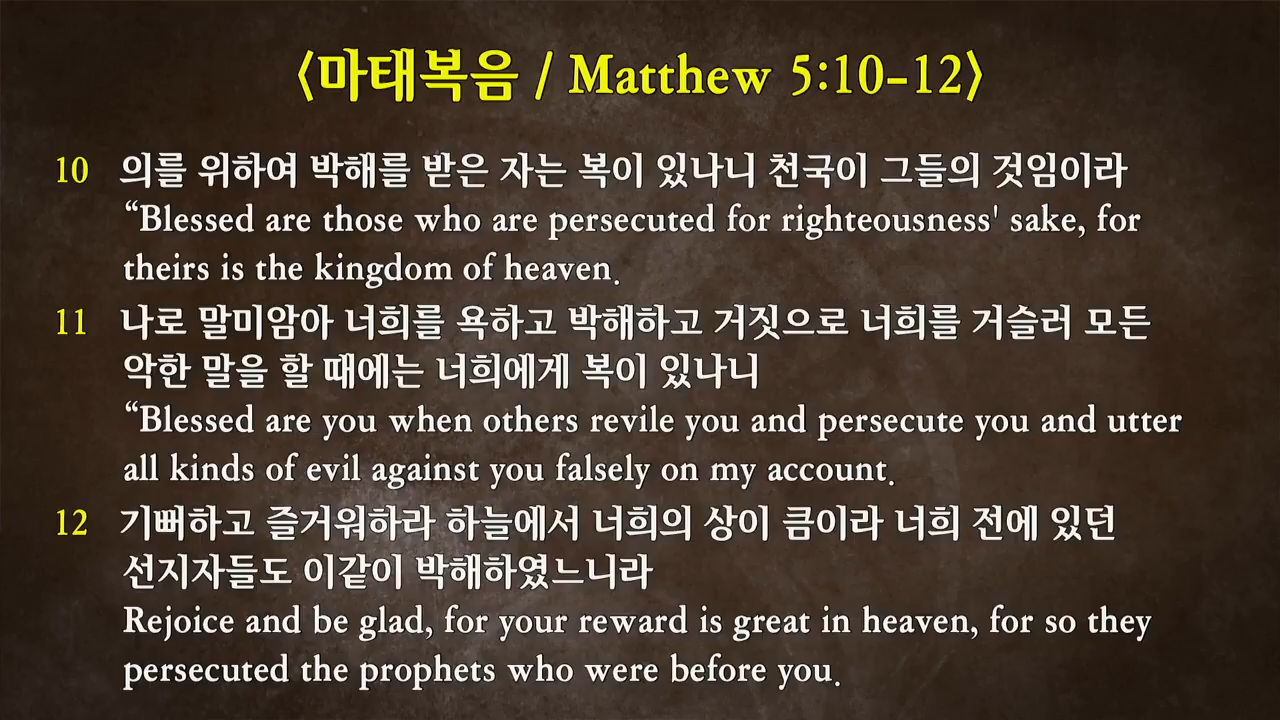 〈마태복음 / Matthew 5:10-12〉
10 의를 위하여 박해를 받은 자는 복이 있나니 천국이 그들의 것임이라
“Blessed are those who are persecuted for righteousness' sake, for
theirs is the kingdom of heaven.
11 나로 말미암아 너희를 욕하고 박해하고 거짓으로 너희를 거슬러 모든
악한 말을 할 때에는 너희에게 복이 있나니
“Blessed are you when others revile you and persecute you and utter
all kinds of evil against you falsely on my account.
12 기뻐하고 즐거워하라 하늘에서 너희의 상이 큼이라 너희 전에 있던
선지자들도 이같이 박해하였느니라
Rejoice and be glad, for your reward is great in heaven, for so they
persecuted the prophets who were before you.